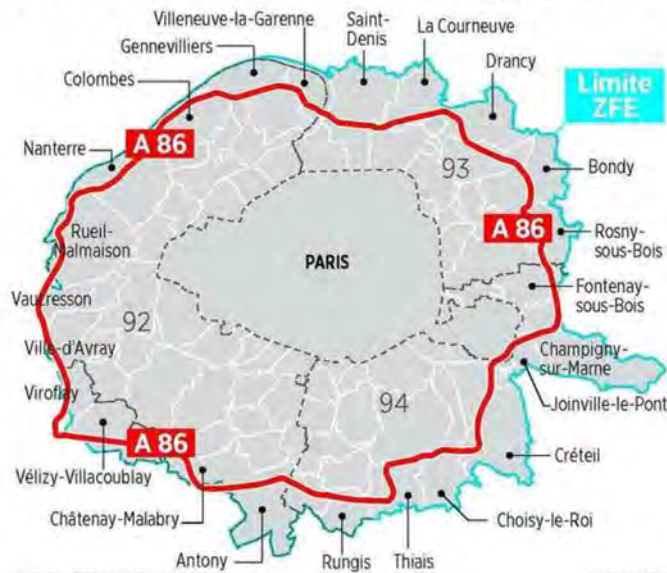 Villeneuve-la-Garenne
Gennevilliers
Colombes
Nanterre
Saint-
Denis
La Courneuve
Drancy
Limite
ZFE
A 86
93
Bondy
A 86
Rosny-
sous-Bois
Rueil-
Malmaison
PARIS
Fontenay-
sous-Bois
Vaucresson
92
Ville-d'Avray
Champigny-
sur-Marne
Viroflay
94
Joinville-le-Pont
A 86
Vélizy-Villacoublay
Créteil
Châtenay-Malabry
Choisy-le-Roi
Antony
Rungis
Thiais